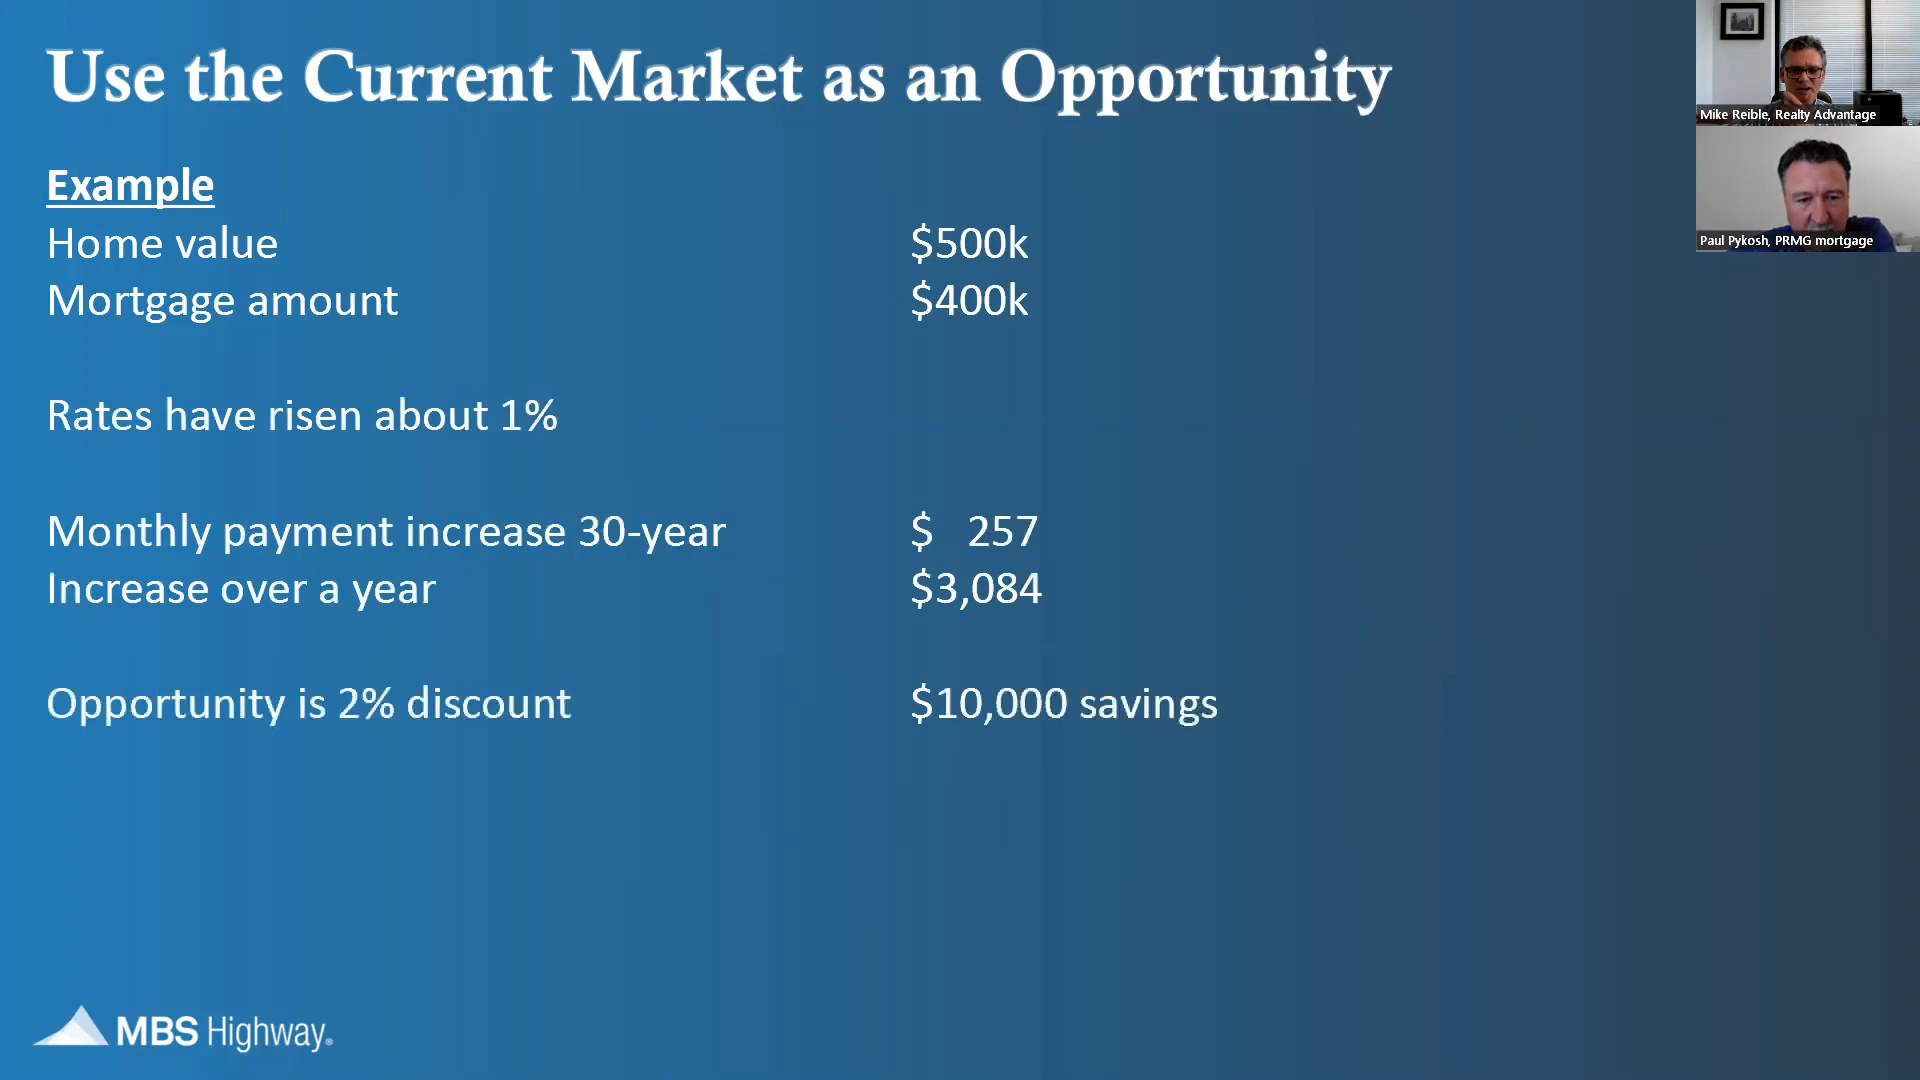 Use the Current Market as an Opportunity
Mike Reible, Realty Advantage
Paul Pykosh, PRMG mortgage
Example
Home value $500k
Mortgage amount $400k
Rates have risen about 1%
Monthly payment increase 30-year $ 257
Increase over a year $3,084
Opportunity is 2% discount $10,000 savings
MBS Highway®